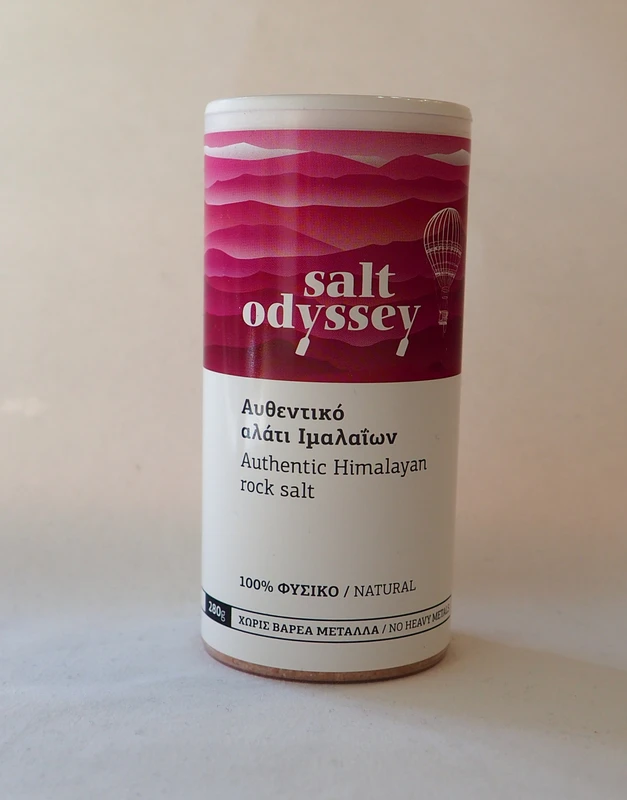 salt
odyssey
Αυθεντικό
αλάτι Ιμαλαΐων
Authentic Himalayan
rock salt
100% ΦΥΣΙΚΟ / NATURAL
280g
ΧΩΡΙΣ ΒΑΡΕΑ ΜΕΤΑΛΛΑ / NO HEAVY METALS